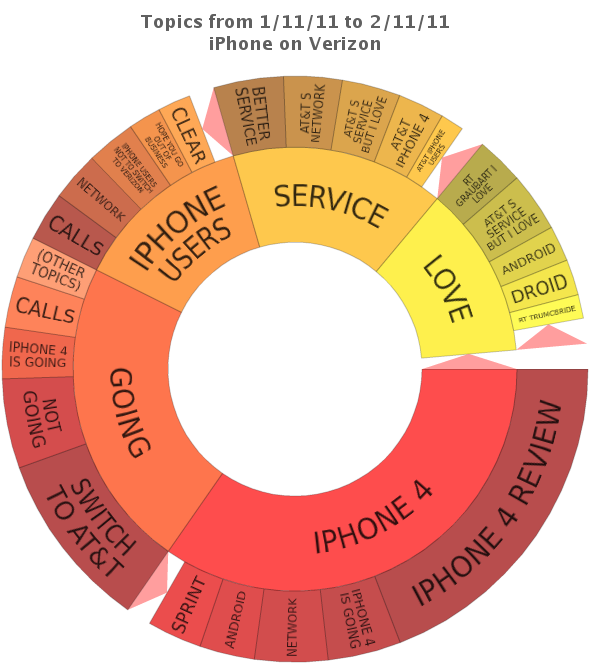 Topics from 1/11/11 to 2/11/11
iPhone on Verizon
BETTER
SERVICE
AT&T S
NETWORK
AT&T S
SERVICE
BUT I LOVE
AT&T
IPHONE 4
AT&T IPHONE
USERS
SERVICE
RT
GRAUBART I
LOVE
AT&T S
SERVICE
BUT I LOVE
ANDROID
DROID
RT TRUMCBRIDE
LOVE
IPHONE 4 REVIEW
IPHONE 4
IS GOING
NETWORK
ANDROID
SPRINT
IPHONE 4
SWITCH
TO AT&T
NOT
GOING
IPHONE 4
IS GOING
CALLS
(OTHER
TOPICS)
GOING
CALLS
NETWORK
IPHONE USERS
NOT TO SWITCH
TO VERIZON
HOPE YOU GO
OUT OF
BUSINESS
CLEAR
IPHONE
USERS